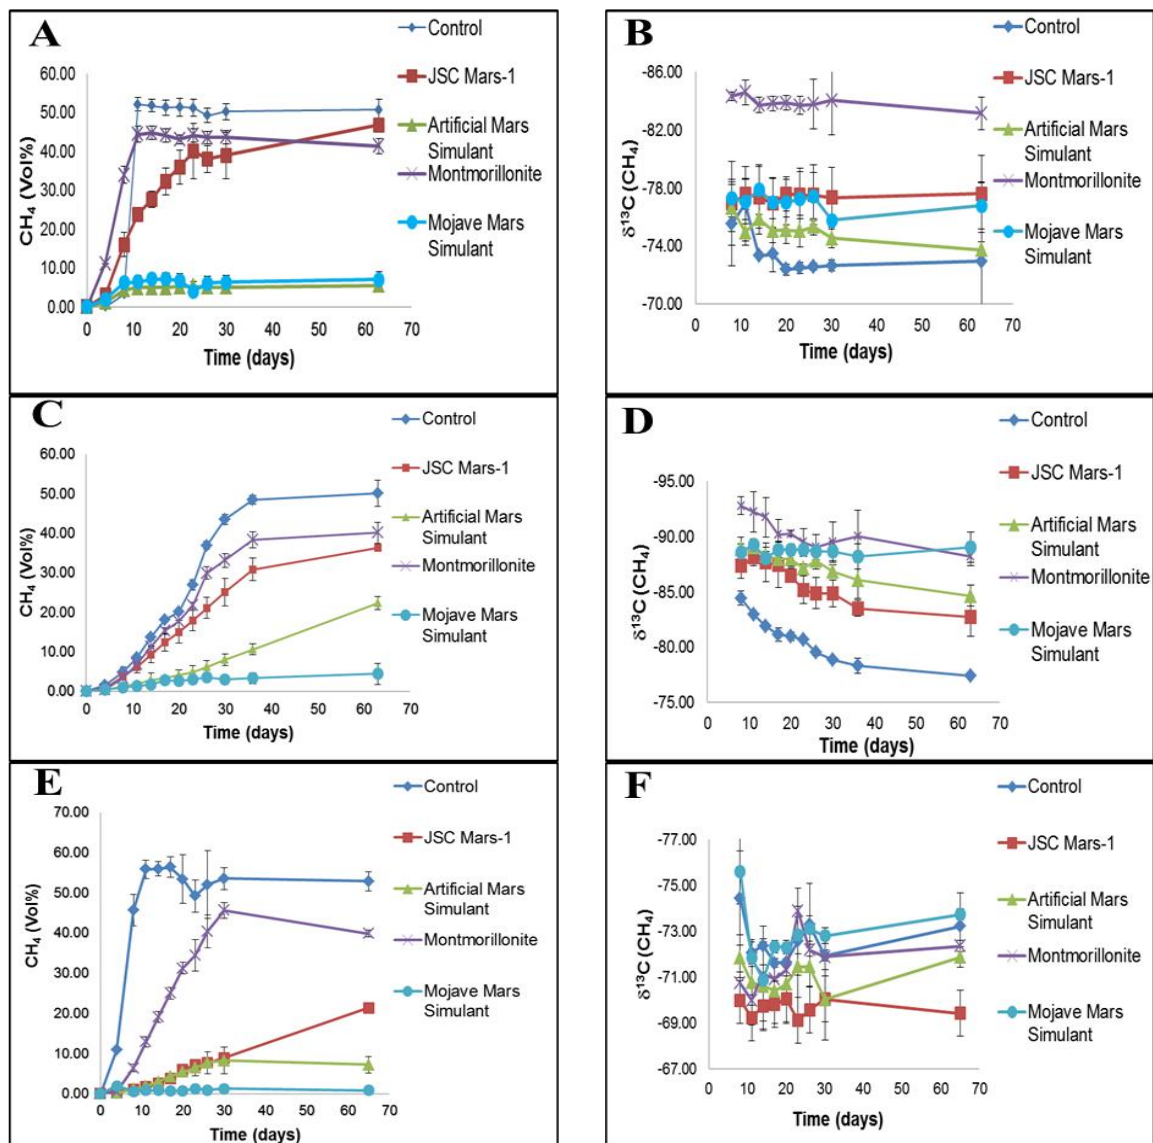 A
Control
JSC Mars-1
Artificial Mars
Simulant
Montmorillonite
Mojave Mars
Simulant
CH₄ (Vol%)
60.00
50.00
40.00
30.00
20.00
10.00
0.00
0 10 20 30 40 50 60 70
Time (days)
B
Control
JSC Mars-1
Artificial Mars
Simulant
Montmorillonite
Mojave Mars
Simulant
δ¹³C (CH₄)
-86.00
-82.00
-78.00
-74.00
-70.00
0 10 20 30 40 50 60 70
Time (days)
C
Control
JSC Mars-1
Artificial Mars
Simulant
Montmorillonite
Mojave Mars
Simulant
CH₄ (Vol%)
60.00
50.00
40.00
30.00
20.00
10.00
0.00
0 10 20 30 40 50 60 70
Time (days)
D
Control
JSC Mars-1
Artificial Mars
Simulant
Montmorillonite
Mojave Mars
Simulant
δ¹³C (CH₄)
-95.00
-90.00
-85.00
-80.00
-75.00
0 10 20 30 40 50 60 70
Time (days)
E
Control
JSC Mars-1
Artificial Mars
Simulant
Montmorillonite
Mojave Mars
Simulant
CH₄ (Vol%)
70.00
60.00
50.00
40.00
30.00
20.00
10.00
0.00
0 10 20 30 40 50 60 70
Time (days)
F
Control
JSC Mars-1
Artificial Mars
Simulant
Montmorillonite
Mojave Mars
Simulant
δ¹³C (CH₄)
-77.00
-75.00
-73.00
-71.00
-69.00
-67.00
0 10 20 30 40 50 60 70
Time (days)